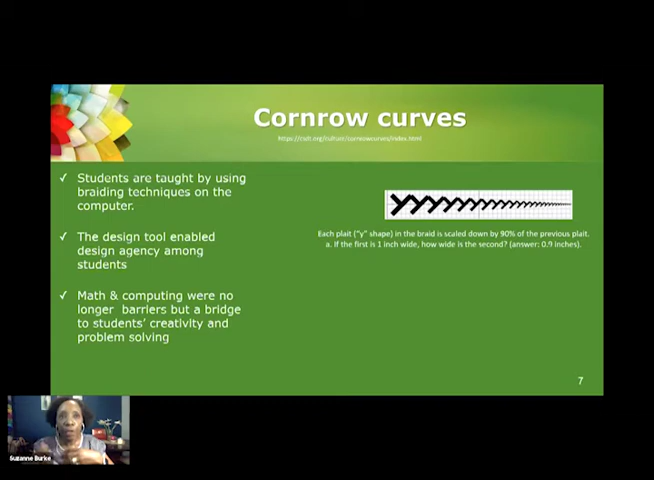 Cornrow curves
https://csdt.org/culture/cornrowcurves/index.html
✓ Students are taught by using
braiding techniques on the
computer.
✓ The design tool enabled
design agency among
students
✓ Math & computing were no
longer barriers but a bridge
to students’ creativity and
problem solving
Each plait ("y" shape) in the braid is scaled down by 90% of the previous plait.
a. If the first is 1 inch wide, how wide is the second? (answer: 0.9 inches).
7
Suzanne Burke